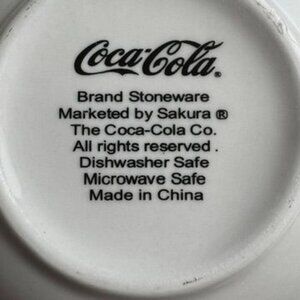 Coca-Cola®
Brand Stoneware
Marketed by Sakura ®
The Coca-Cola Co.
All rights reserved .
Dishwasher Safe
Microwave Safe
Made in China